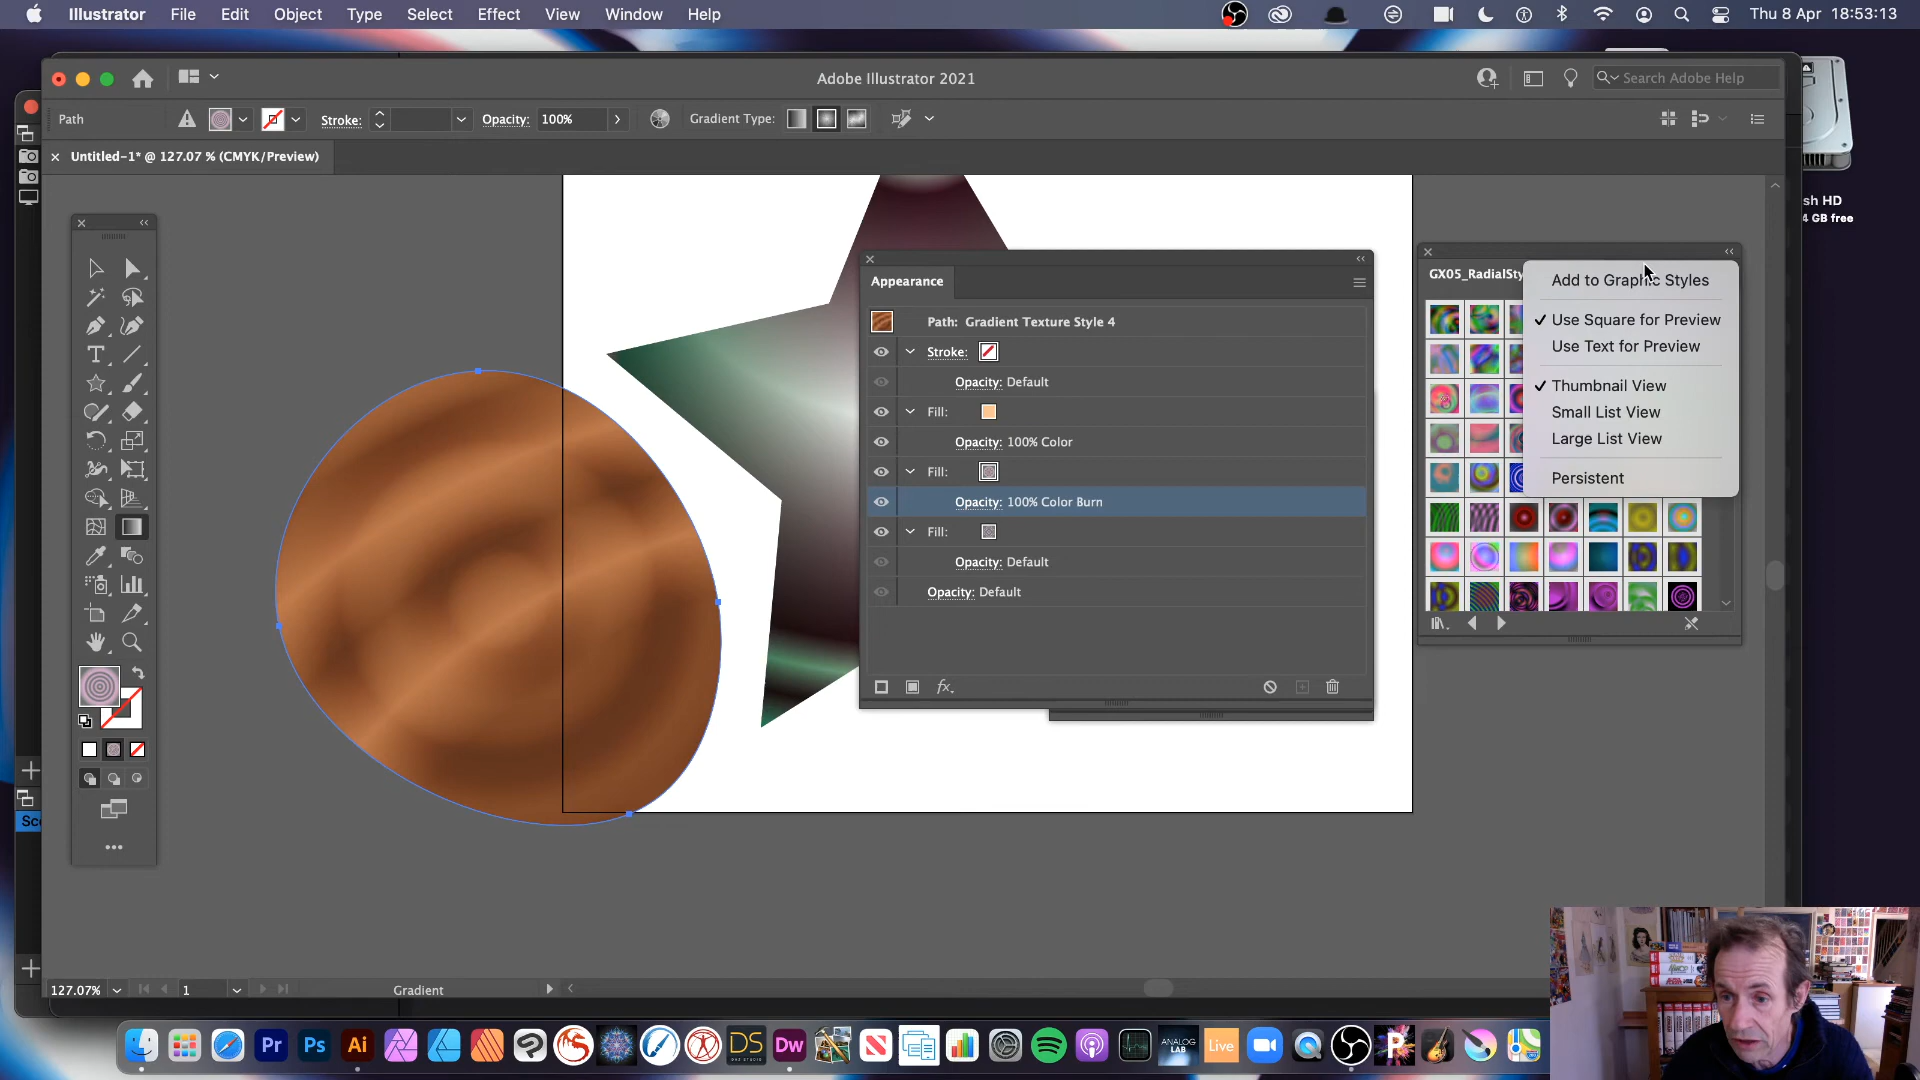 Illustrator File Edit Object Type Select Effect View Window Help Thu 8 Apr 18:53:13
Adobe Illustrator 2021
Search Adobe Help
Path Stroke: Opacity: 100% Gradient Type:
Untitled-1* @ 127.07 % (CMYK/Preview)
sh HD
4 GB free
GX05_RadialSty
Add to Graphic Styles
Use Square for Preview
Use Text for Preview
Thumbnail View
Small List View
Large List View
Persistent
Appearance
Path: Gradient Texture Style 4
Stroke:
Opacity: Default
Fill:
Opacity: 100% Color
Fill:
Opacity: 100% Color Burn
Fill:
Opacity: Default
Opacity: Default
fx.
Sc
127.07% 1 Gradient
Pr Ps Ai DS Dw ANALOG LAB Live P